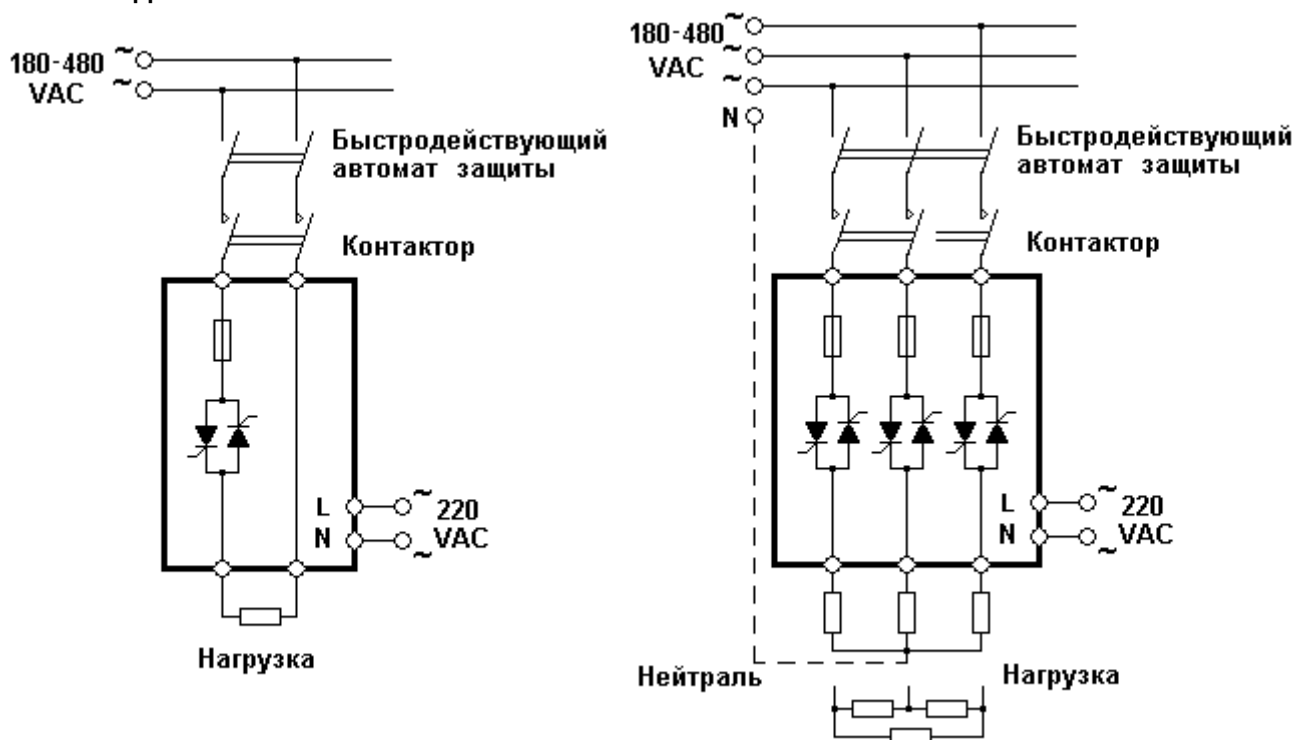 180-480 ~
VAC ~
Быстродействующий
автомат защиты
Контактор
L ~ 220
N ~ VAC
Нагрузка
180-480 ~
VAC ~
~
N
Быстродействующий
автомат защиты
Контактор
L ~ 220
N ~ VAC
Нейтраль
Нагрузка